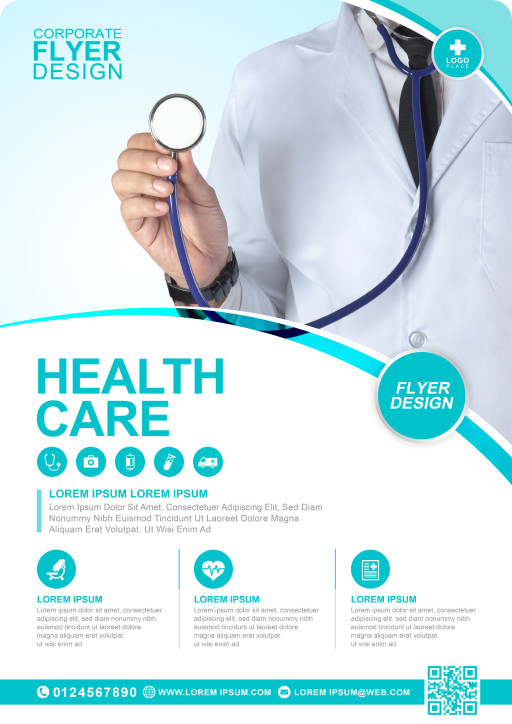 CORPORATE
FLYER
DESIGN
LOGO
PLACE
HEALTH
CARE
FLYER
DESIGN
LOREM IPSUM LOREM IPSUM
Lorem Ipsum Dolor Sit Amet, Consectetuer Adipiscing Elit, Sed Diam
Nonummy Nibh Euismod Tincidunt Ut Laoreet Dolore Magna
Aliquam Erat Volutpat. Ut Wisi Enim Ad
LOREM IPSUM
Lorem ipsum dolor sit amet, consectetuer
adipiscing elit, sed diam nonummy nibh
euismod tincidunt ut laoreet dolore
magna aliquam erat volutpat.
ut wisi enim ad
LOREM IPSUM
Lorem ipsum dolor sit amet, consectetuer
adipiscing elit, sed diam nonummy nibh
euismod tincidunt ut laoreet dolore
magna aliquam erat volutpat.
ut wisi enim ad
LOREM IPSUM
Lorem ipsum dolor sit amet, consectetuer
adipiscing elit, sed diam nonummy nibh
euismod tincidunt ut laoreet dolore
magna aliquam erat volutpat.
ut wisi enim ad
0124567890 WWW.LOREM IPSUM.COM LOREM IPSUM@WEB.COM